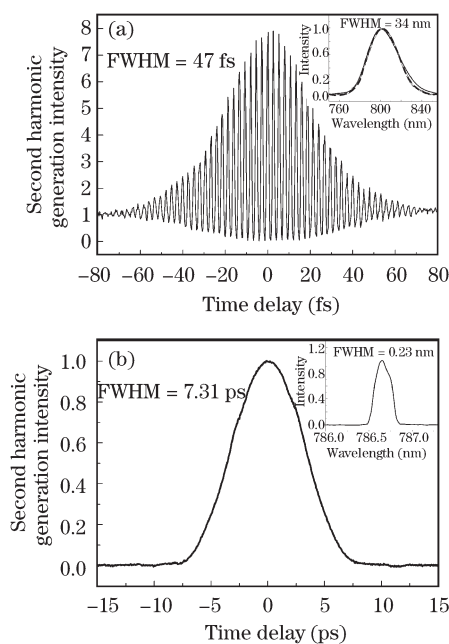 (a)
FWHM = 47 fs
FWHM = 34 nm
Intensity
1.2
1.0
0.6
0.2
0.0
760 800 840
Wavelength (nm)
Second harmonic
generation intensity
8
7
6
5
4
3
2
1
0
−80 −60 −40 −20 0 20 40 60 80
Time delay (fs)
(b)
FWHM = 7.31 ps
FWHM = 0.23 nm
Intensity
1.2
0.8
0.4
0.0
786.0 786.5 787.0
Wavelength (nm)
Second harmonic
generation intensity
1.0
0.8
0.6
0.4
0.2
0.0
−15 −10 −5 0 5 10 15
Time delay (ps)